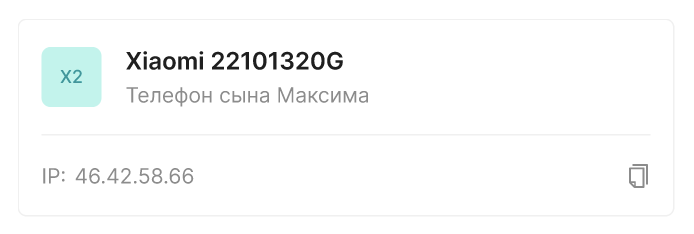 X2
Xiaomi 22101320G
Телефон сына Максима
IP: 46.42.58.66